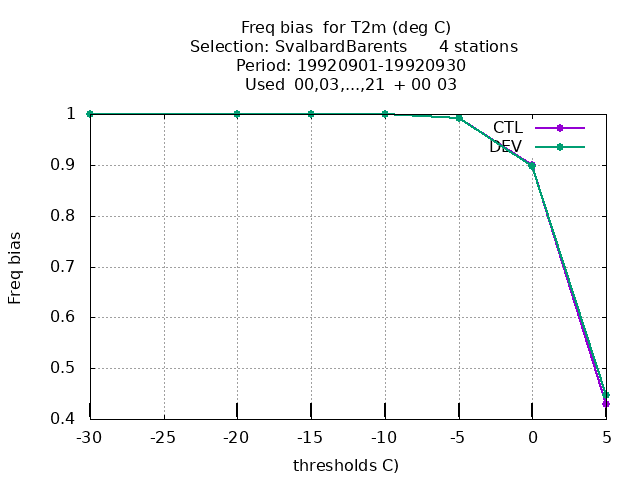 Freq bias  for T2m (deg C)
Selection: SvalbardBarents      4 stations
Period: 19920901-19920930
Used  00,03,...,21  + 00 03
CTL
DEV
1
0.9
0.8
0.7
0.6
0.5
0.4
Freq bias
-30 -25 -20 -15 -10 -5 0 5
thresholds C)